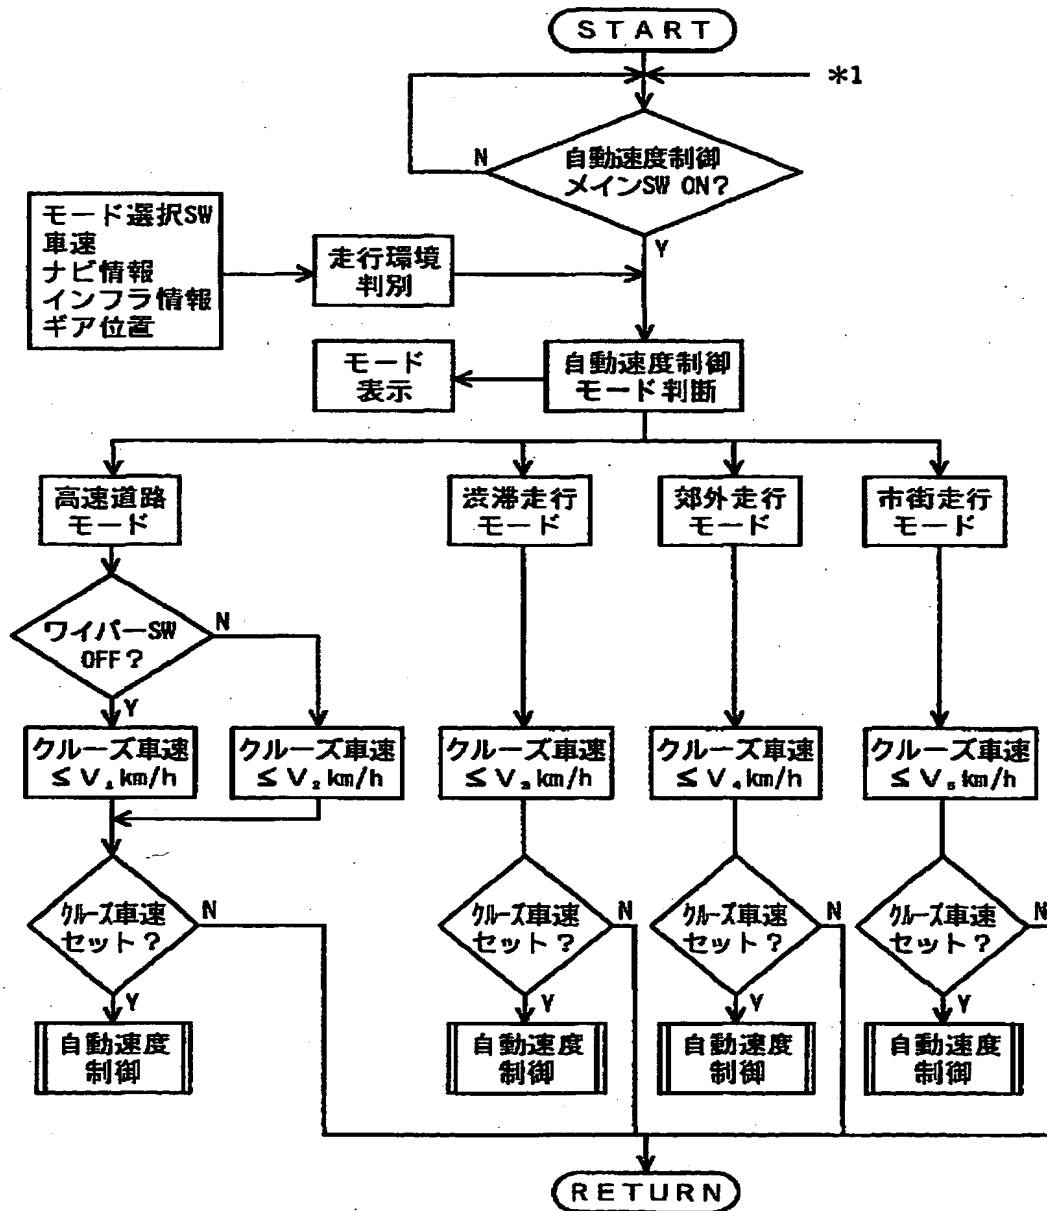 START
*1
N
自動速度制御
メインSW ON?
Y
モード選択SW
車速
ナビ情報
インフラ情報
ギア位置
走行環境
判別
モード
表示
自動速度制御
モード判断
高速道路
モード
渋滞走行
モード
郊外走行
モード
市街走行
モード
ワイパーSW
OFF?
N
Y
クルーズ車速
≤V₁km/h
クルーズ車速
≤V₂km/h
クルーズ車速
≤V₃km/h
クルーズ車速
≤V₄km/h
クルーズ車速
≤V₅km/h
クルーズ車速
セット?
N
Y
クルーズ車速
セット?
N
Y
クルーズ車速
セット?
N
Y
クルーズ車速
セット?
N
Y
自動速度
制御
自動速度
制御
自動速度
制御
自動速度
制御
RETURN